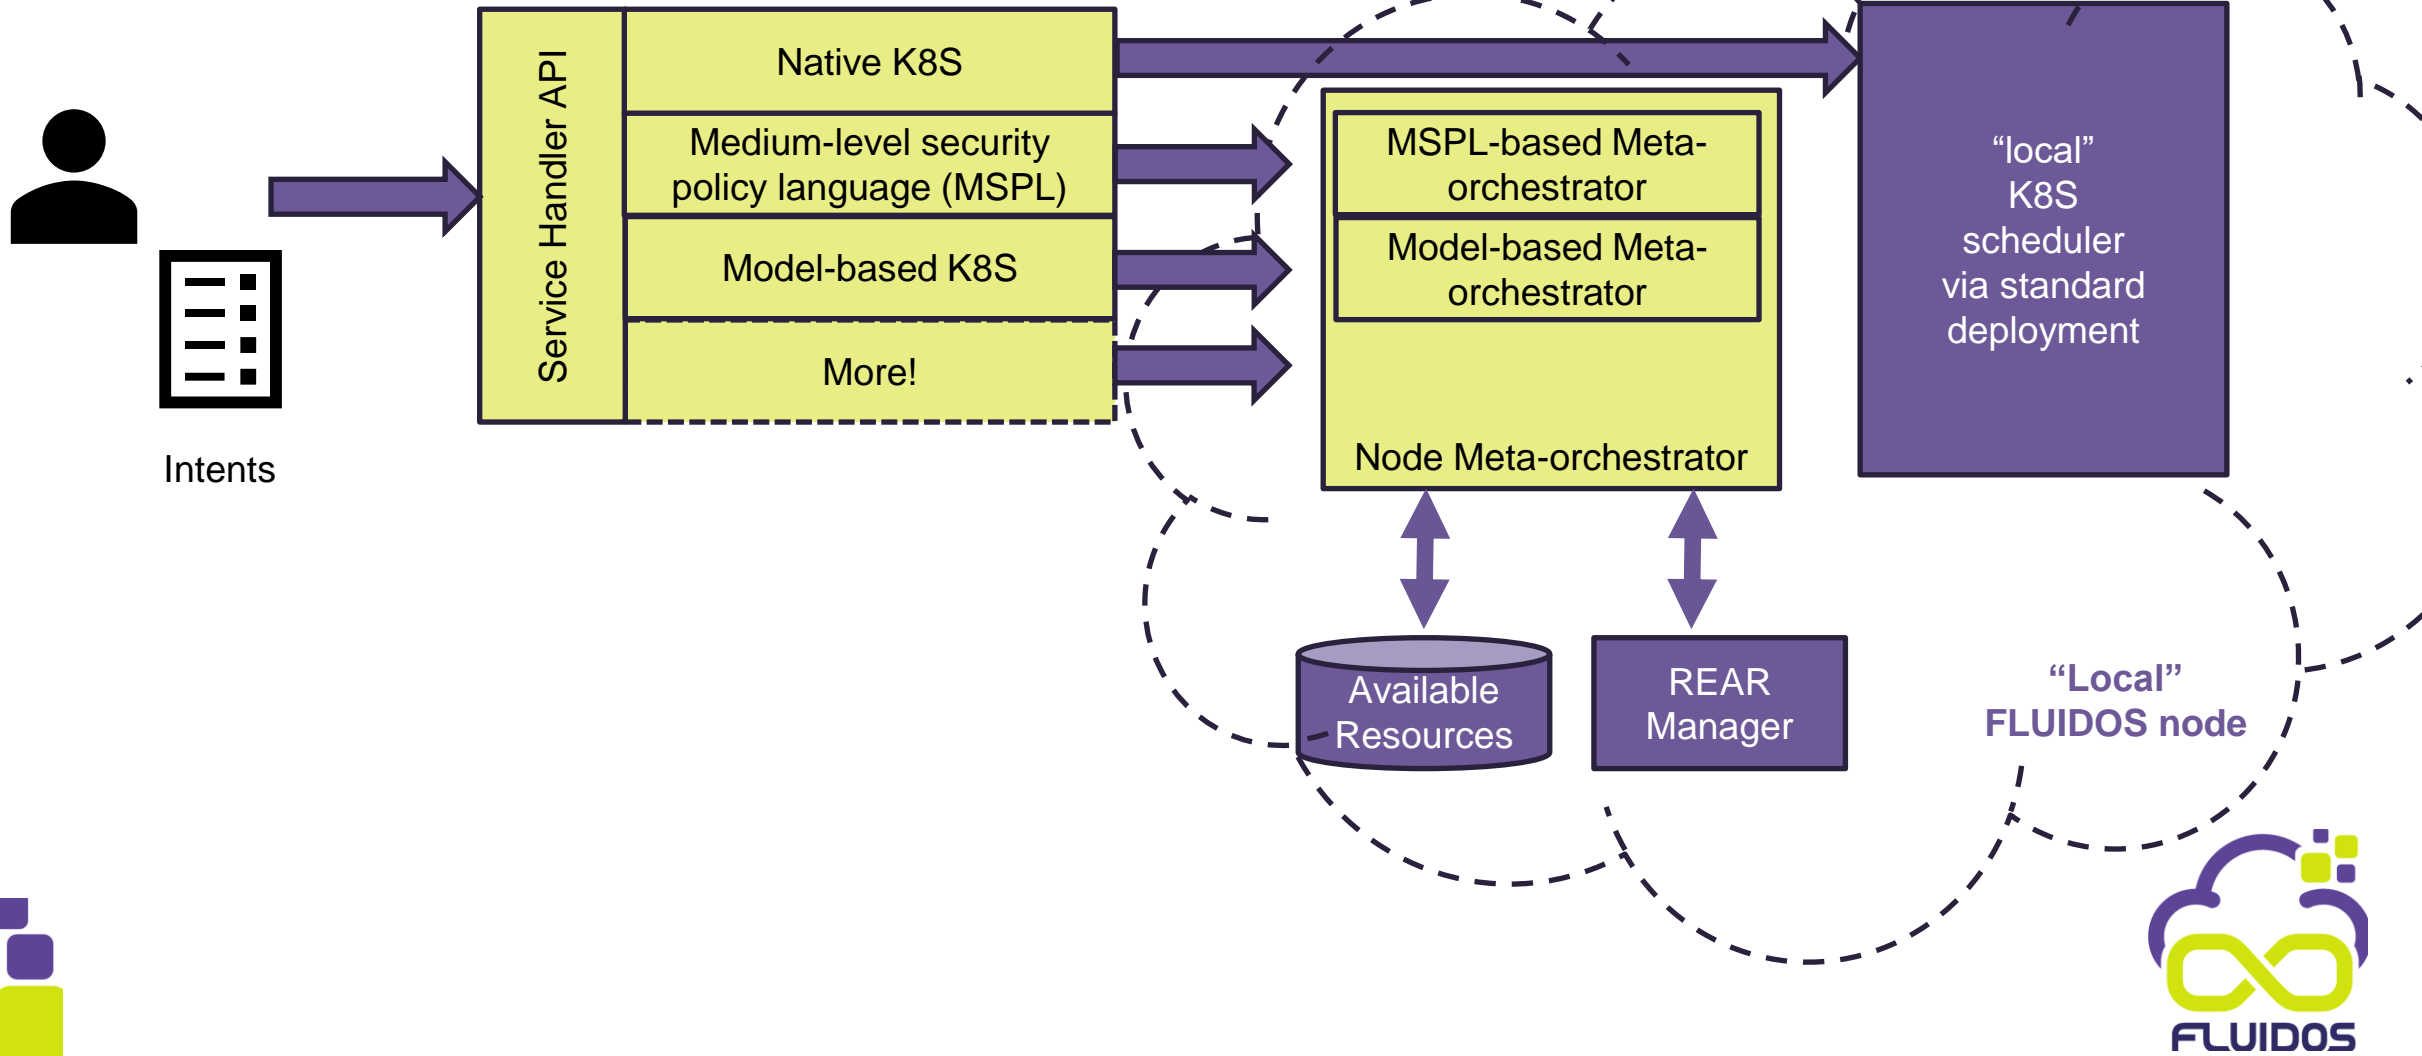 Intents
Service Handler API
Native K8S
Medium-level security
policy language (MSPL)
Model-based K8S
More!
MSPL-based Meta-
orchestrator
Model-based Meta-
orchestrator
Node Meta-orchestrator
“local”
K8S
scheduler
via standard
deployment
Available
Resources
REAR
Manager
“Local”
FLUIDOS node
FLUIDOS